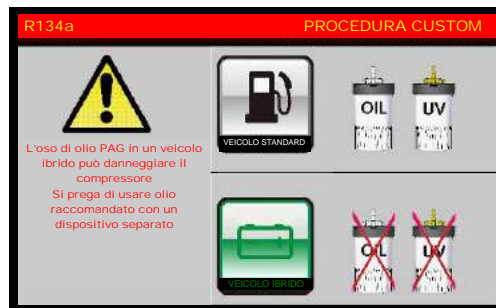 R134a PROCEDURA CUSTOM
L'oso di olio PAG in un veicolo
ibrido può danneggiare il
compressore
Si prega di usare olio
raccomandato con un
dispositivo separato
VEICOLO STANDARD
OIL UV
VEICOLO IBRIDO
OIL UV